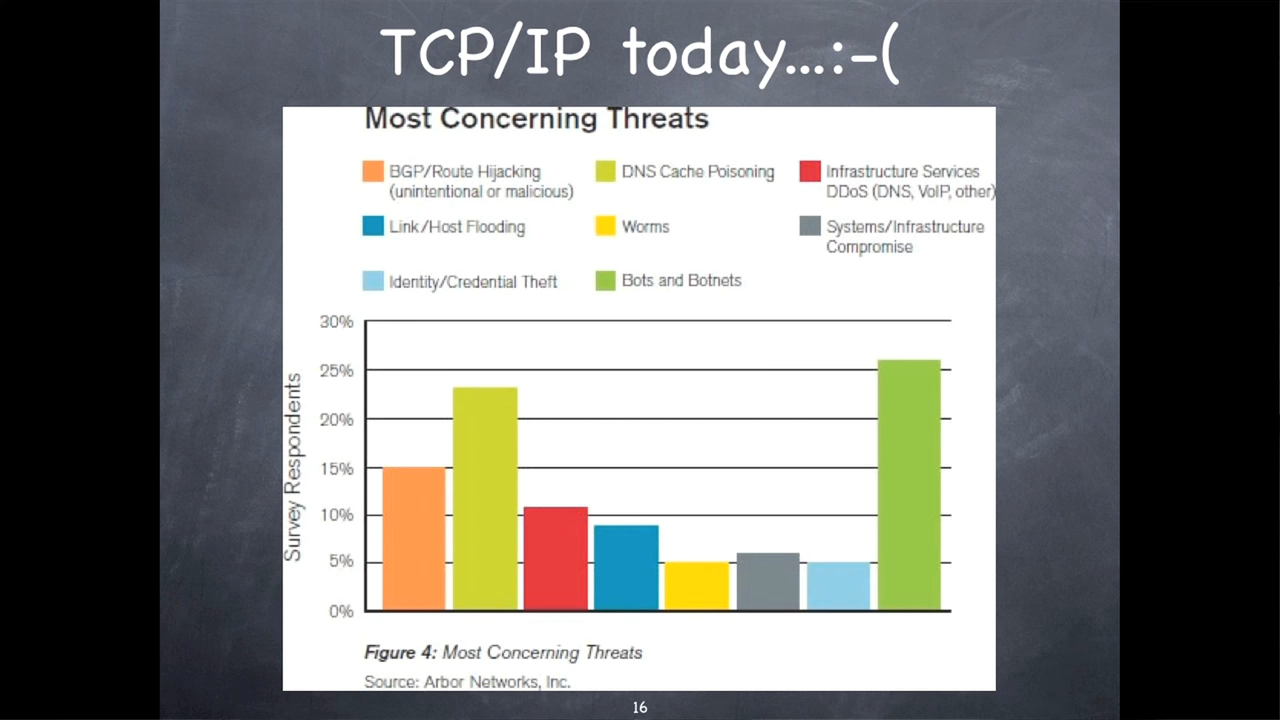 TCP/IP today...:-(
Most Concerning Threats
BGP/Route Hijacking
(unintentional or malicious)
DNS Cache Poisoning
Infrastructure Services
DDoS (DNS, VoIP, other)
Link/Host Flooding
Worms
Systems/Infrastructure
Compromise
Identity/Credential Theft
Bots and Botnets
Survey Respondents
30%
25%
20%
15%
10%
5%
0%
Figure 4: Most Concerning Threats
Source: Arbor Networks, Inc.
16